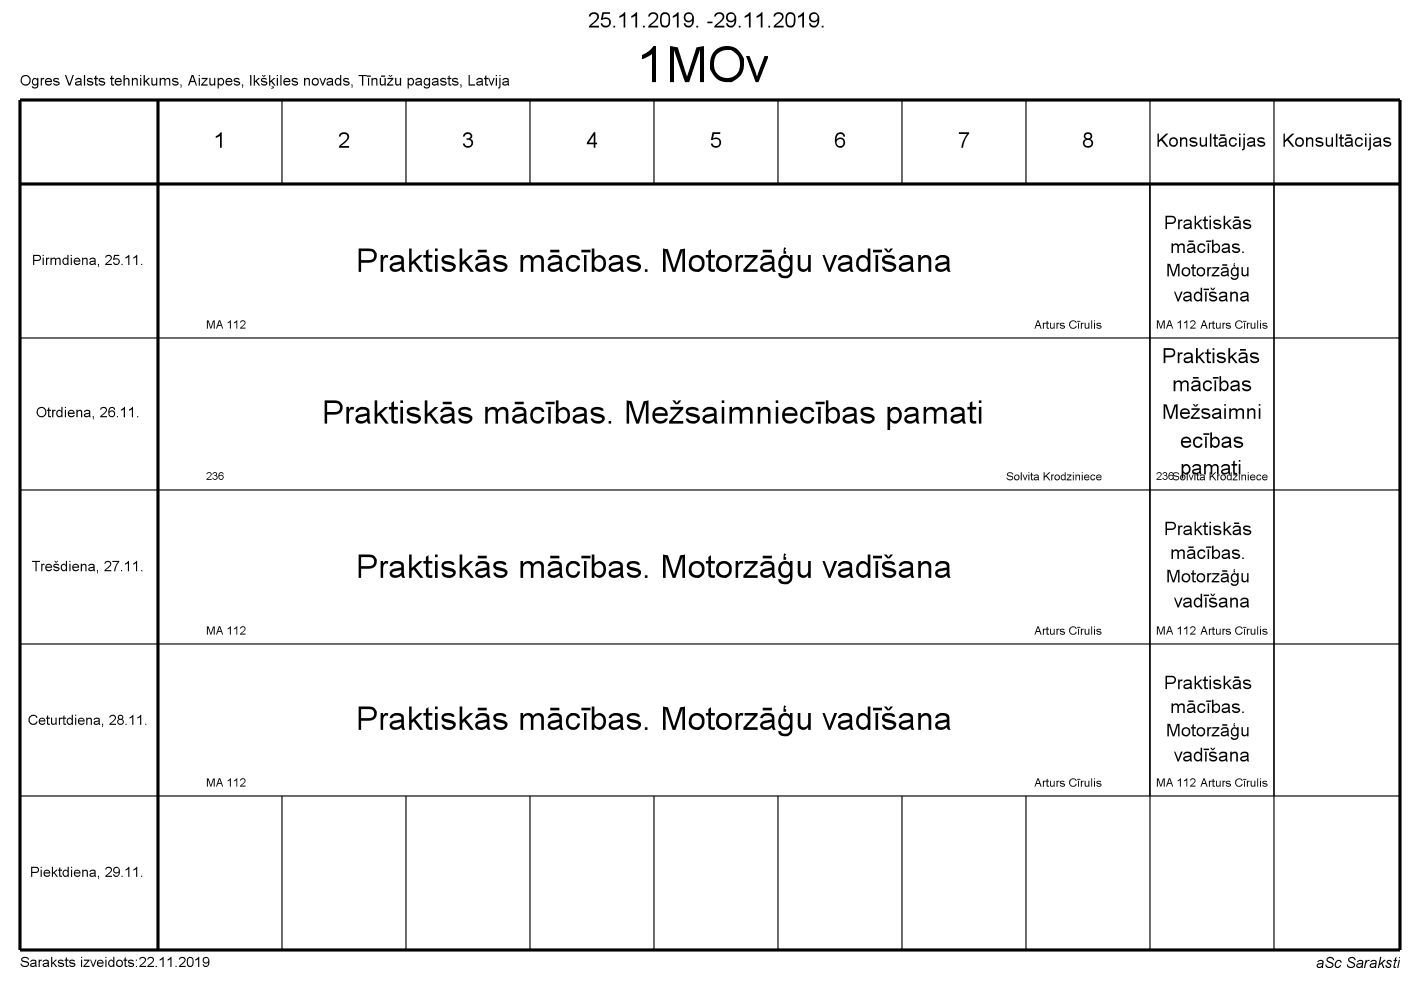 25.11.2019. -29.11.2019.
1MOv
Ogres Valsts tehnikums, Aizupes, Ikšķiles novads, Tīnūžu pagasts, Latvija
1 2 3 4 5 6 7 8 Konsultācijas Konsultācijas
Pirmdiena, 25.11.
Praktiskās mācības. Motorzāģu vadīšana
MA 112 Arturs Cīrulis
Praktiskās
mācības.
Motorzāģu
vadīšana
MA 112 Arturs Cīrulis
Otrdiena, 26.11.
Praktiskās mācības. Mežsaimniecības pamati
236 Solvita Krodziniece
Praktiskās
mācības
Mežsaimni
ecības
pamati
236 Solvita Krodziniece
Trešdiena, 27.11.
Praktiskās mācības. Motorzāģu vadīšana
MA 112 Arturs Cīrulis
Praktiskās
mācības.
Motorzāģu
vadīšana
MA 112 Arturs Cīrulis
Ceturtdiena, 28.11.
Praktiskās mācības. Motorzāģu vadīšana
MA 112 Arturs Cīrulis
Praktiskās
mācības.
Motorzāģu
vadīšana
MA 112 Arturs Cīrulis
Piektdiena, 29.11.
Saraksts izveidots:22.11.2019
aSc Saraksti